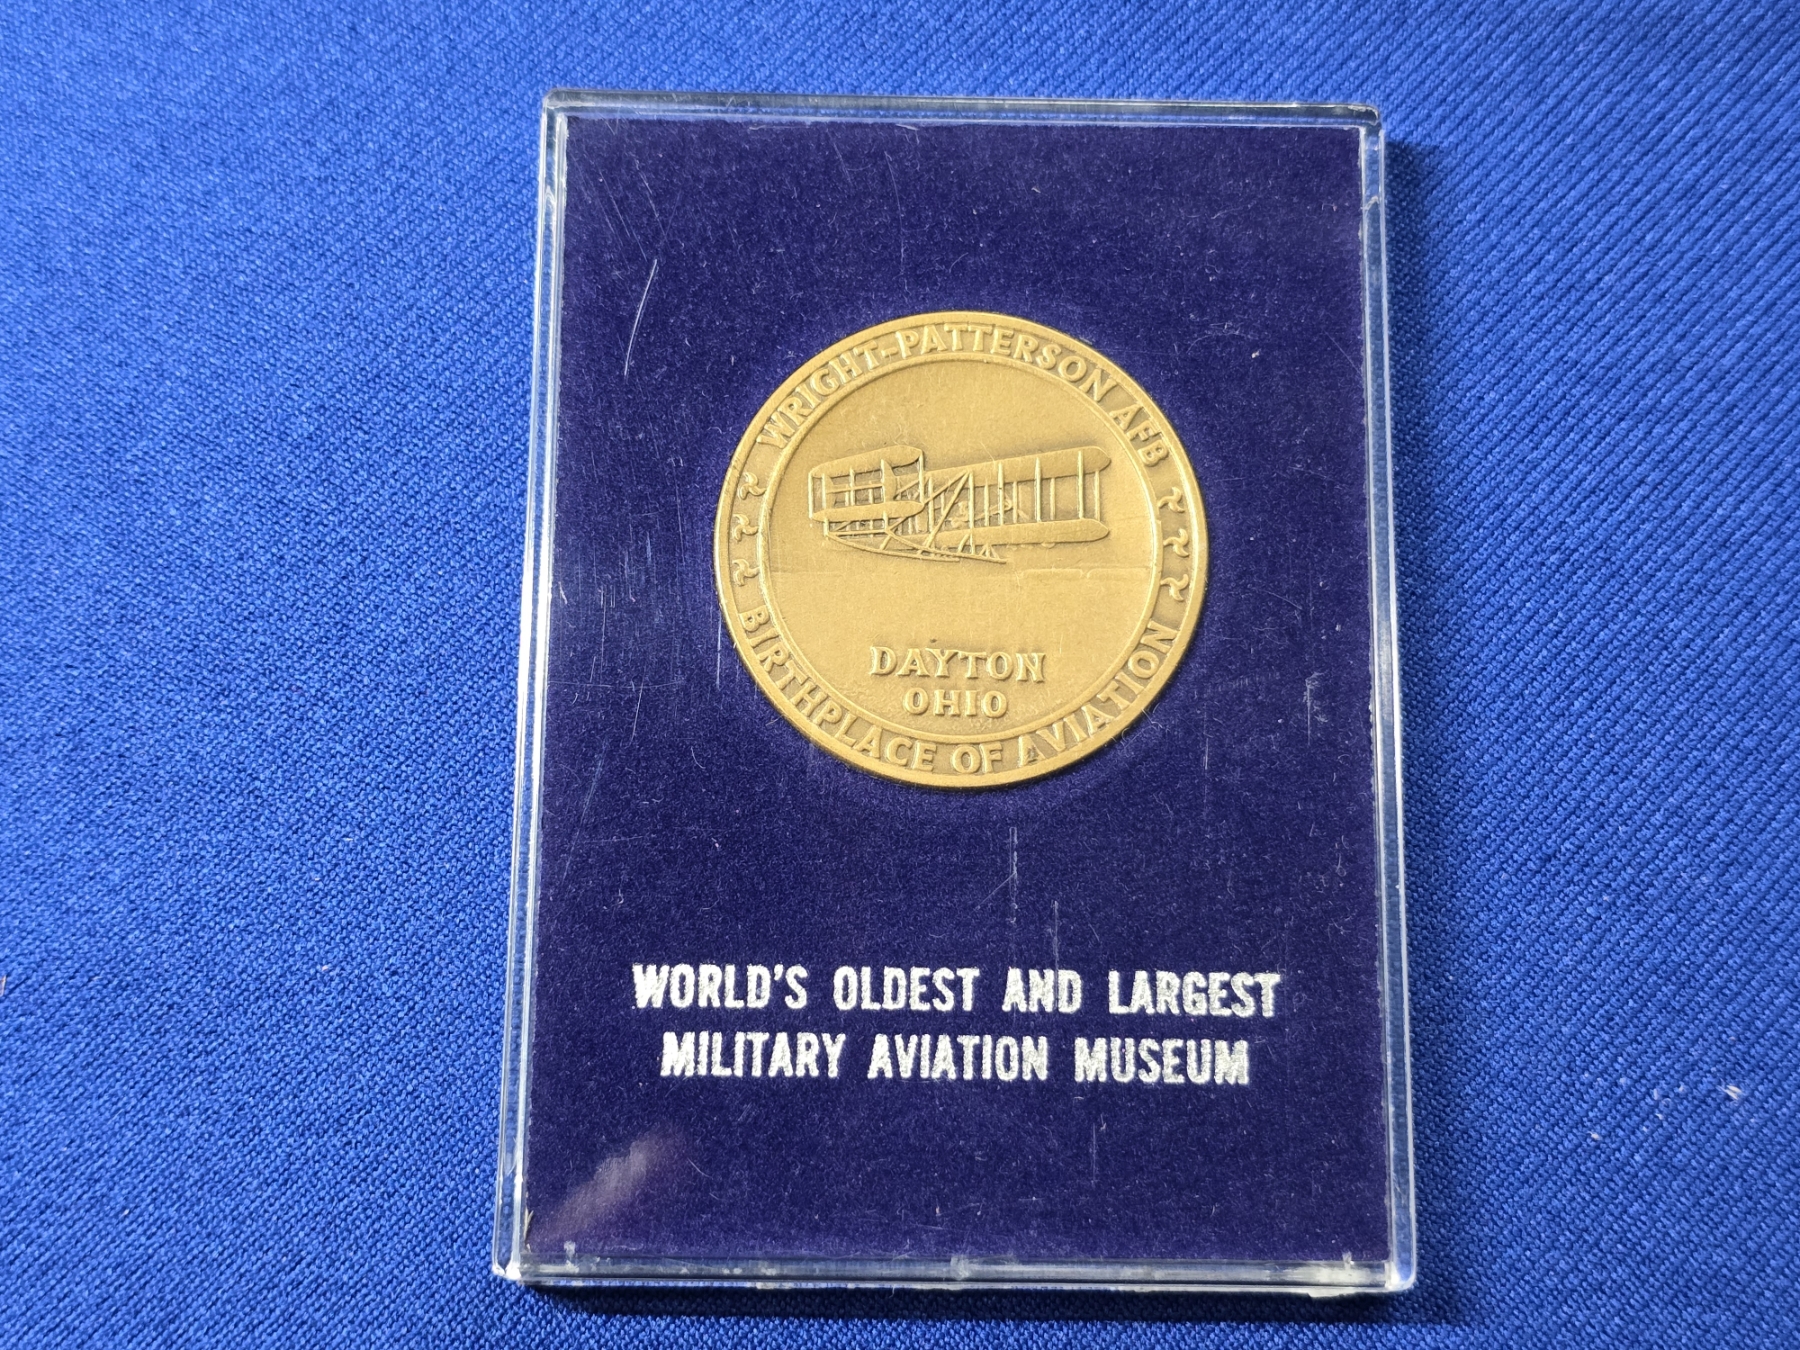 WRIGHT-PATTERSON AFB
DAYTON
OHIO
BIRTHPLACE OF AVIATION
WORLD'S OLDEST AND LARGEST
MILITARY AVIATION MUSEUM